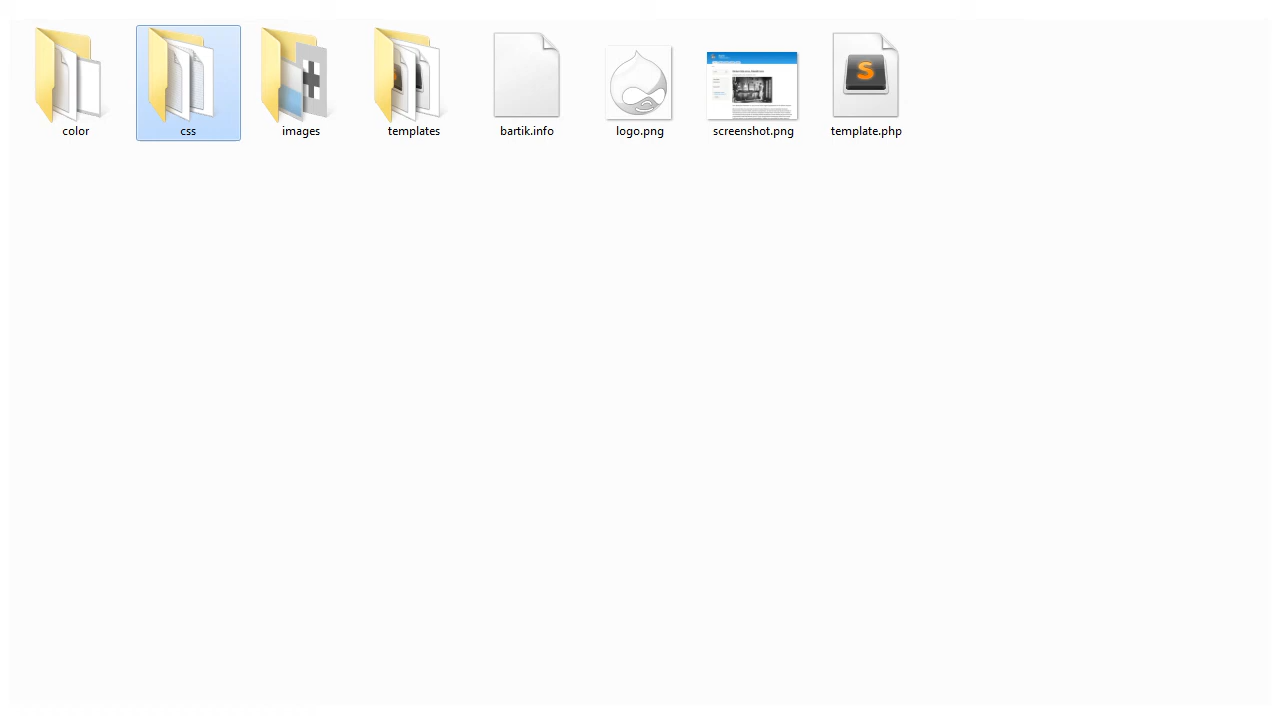 color
css
images
templates
bartik.info
logo.png
screenshot.png
template.php
S